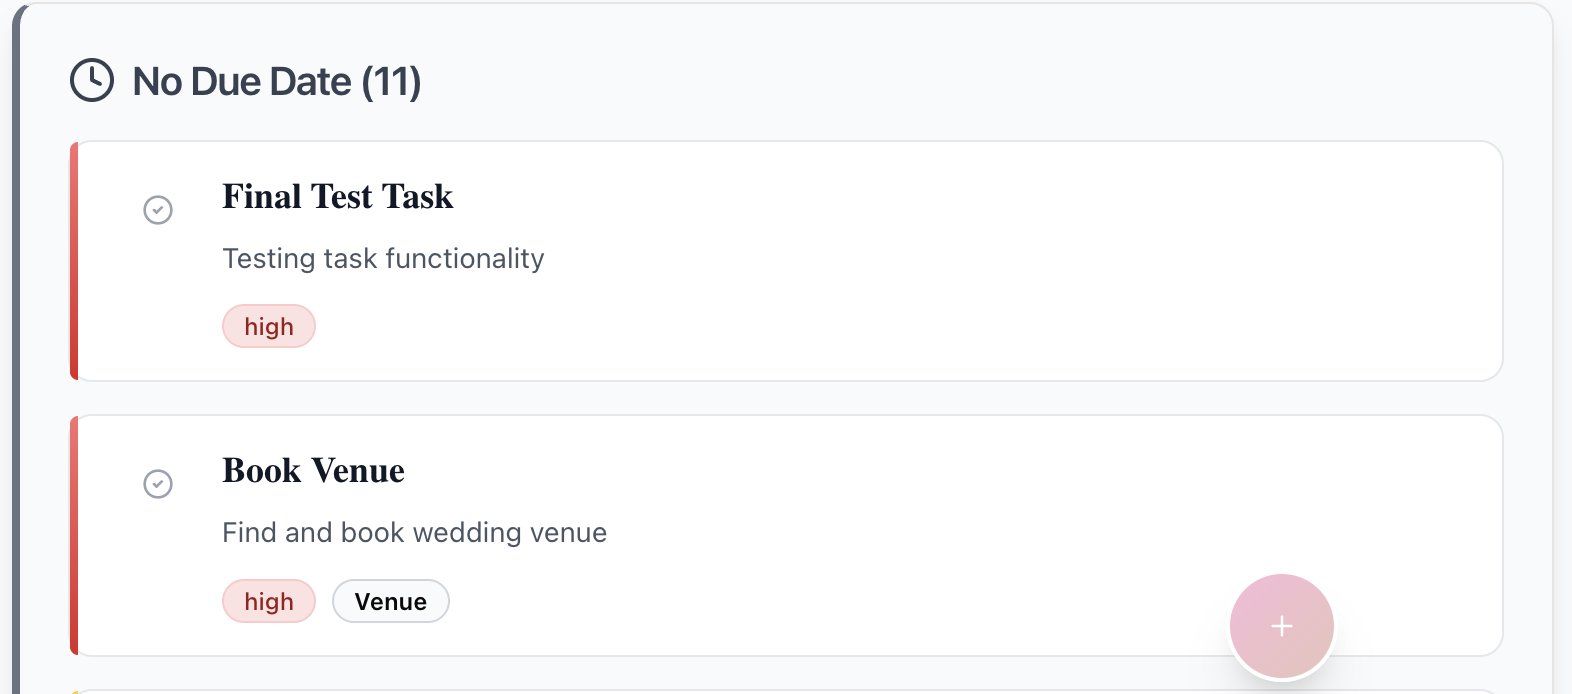 No Due Date (11)
Final Test Task
Testing task functionality
high
Book Venue
Find and book wedding venue
high Venue
+